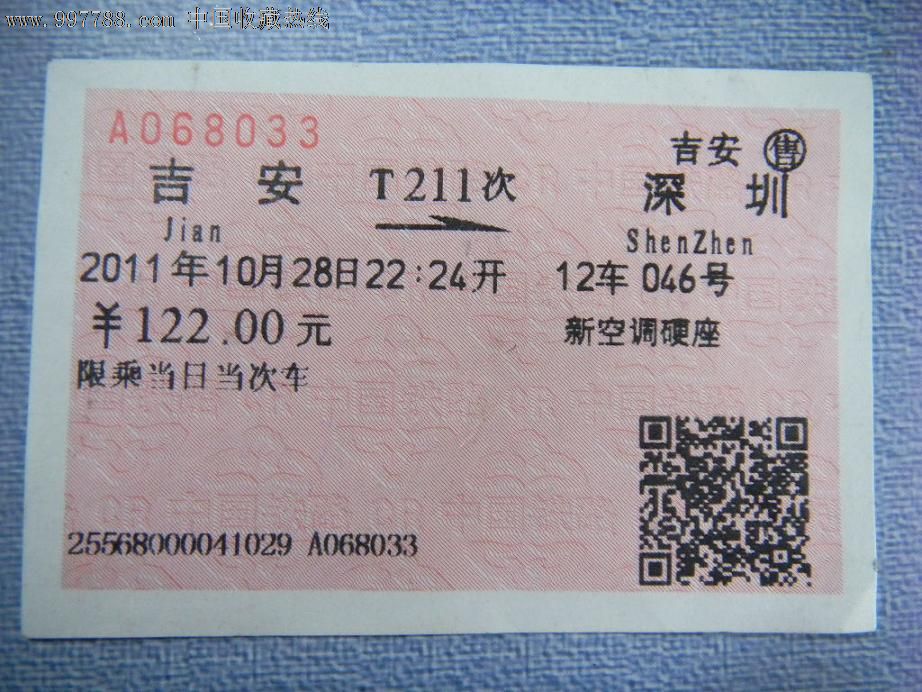 www.997788.com 中国收藏热线
A068033
吉安 售
吉安 T211次 深圳
Jian ShenZhen
2011年10月28日22:24开 12车046号
¥122.00元 新空调硬座
限乘当日当次车
25568000041029 A068033